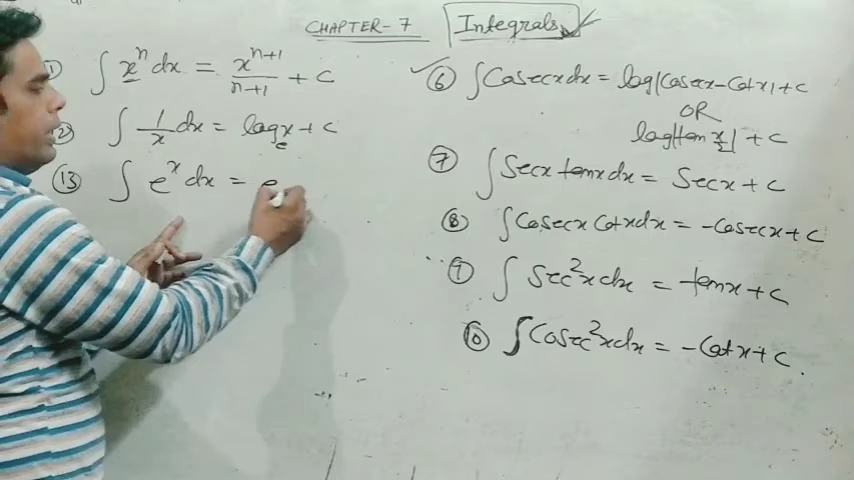 CHAPTER-7 Integrals
① ∫ xⁿ dx = xⁿ⁺¹/n+1 + C
② ∫ 1/x dx = logₑx + C
⑬ ∫ eˣ dx = e
⑥ ∫ Cosecx dx = log|Cosecx - Cotx| + C
OR
log|tan x/2| + C
⑦ ∫ Secx tanx dx = Secx + C
⑧ ∫ Cosecx Cotx dx = -Cosecx + C
⑨ ∫ Sec²x dx = tanx + C
⑩ ∫ Cosec²x dx = -Cotx + C.